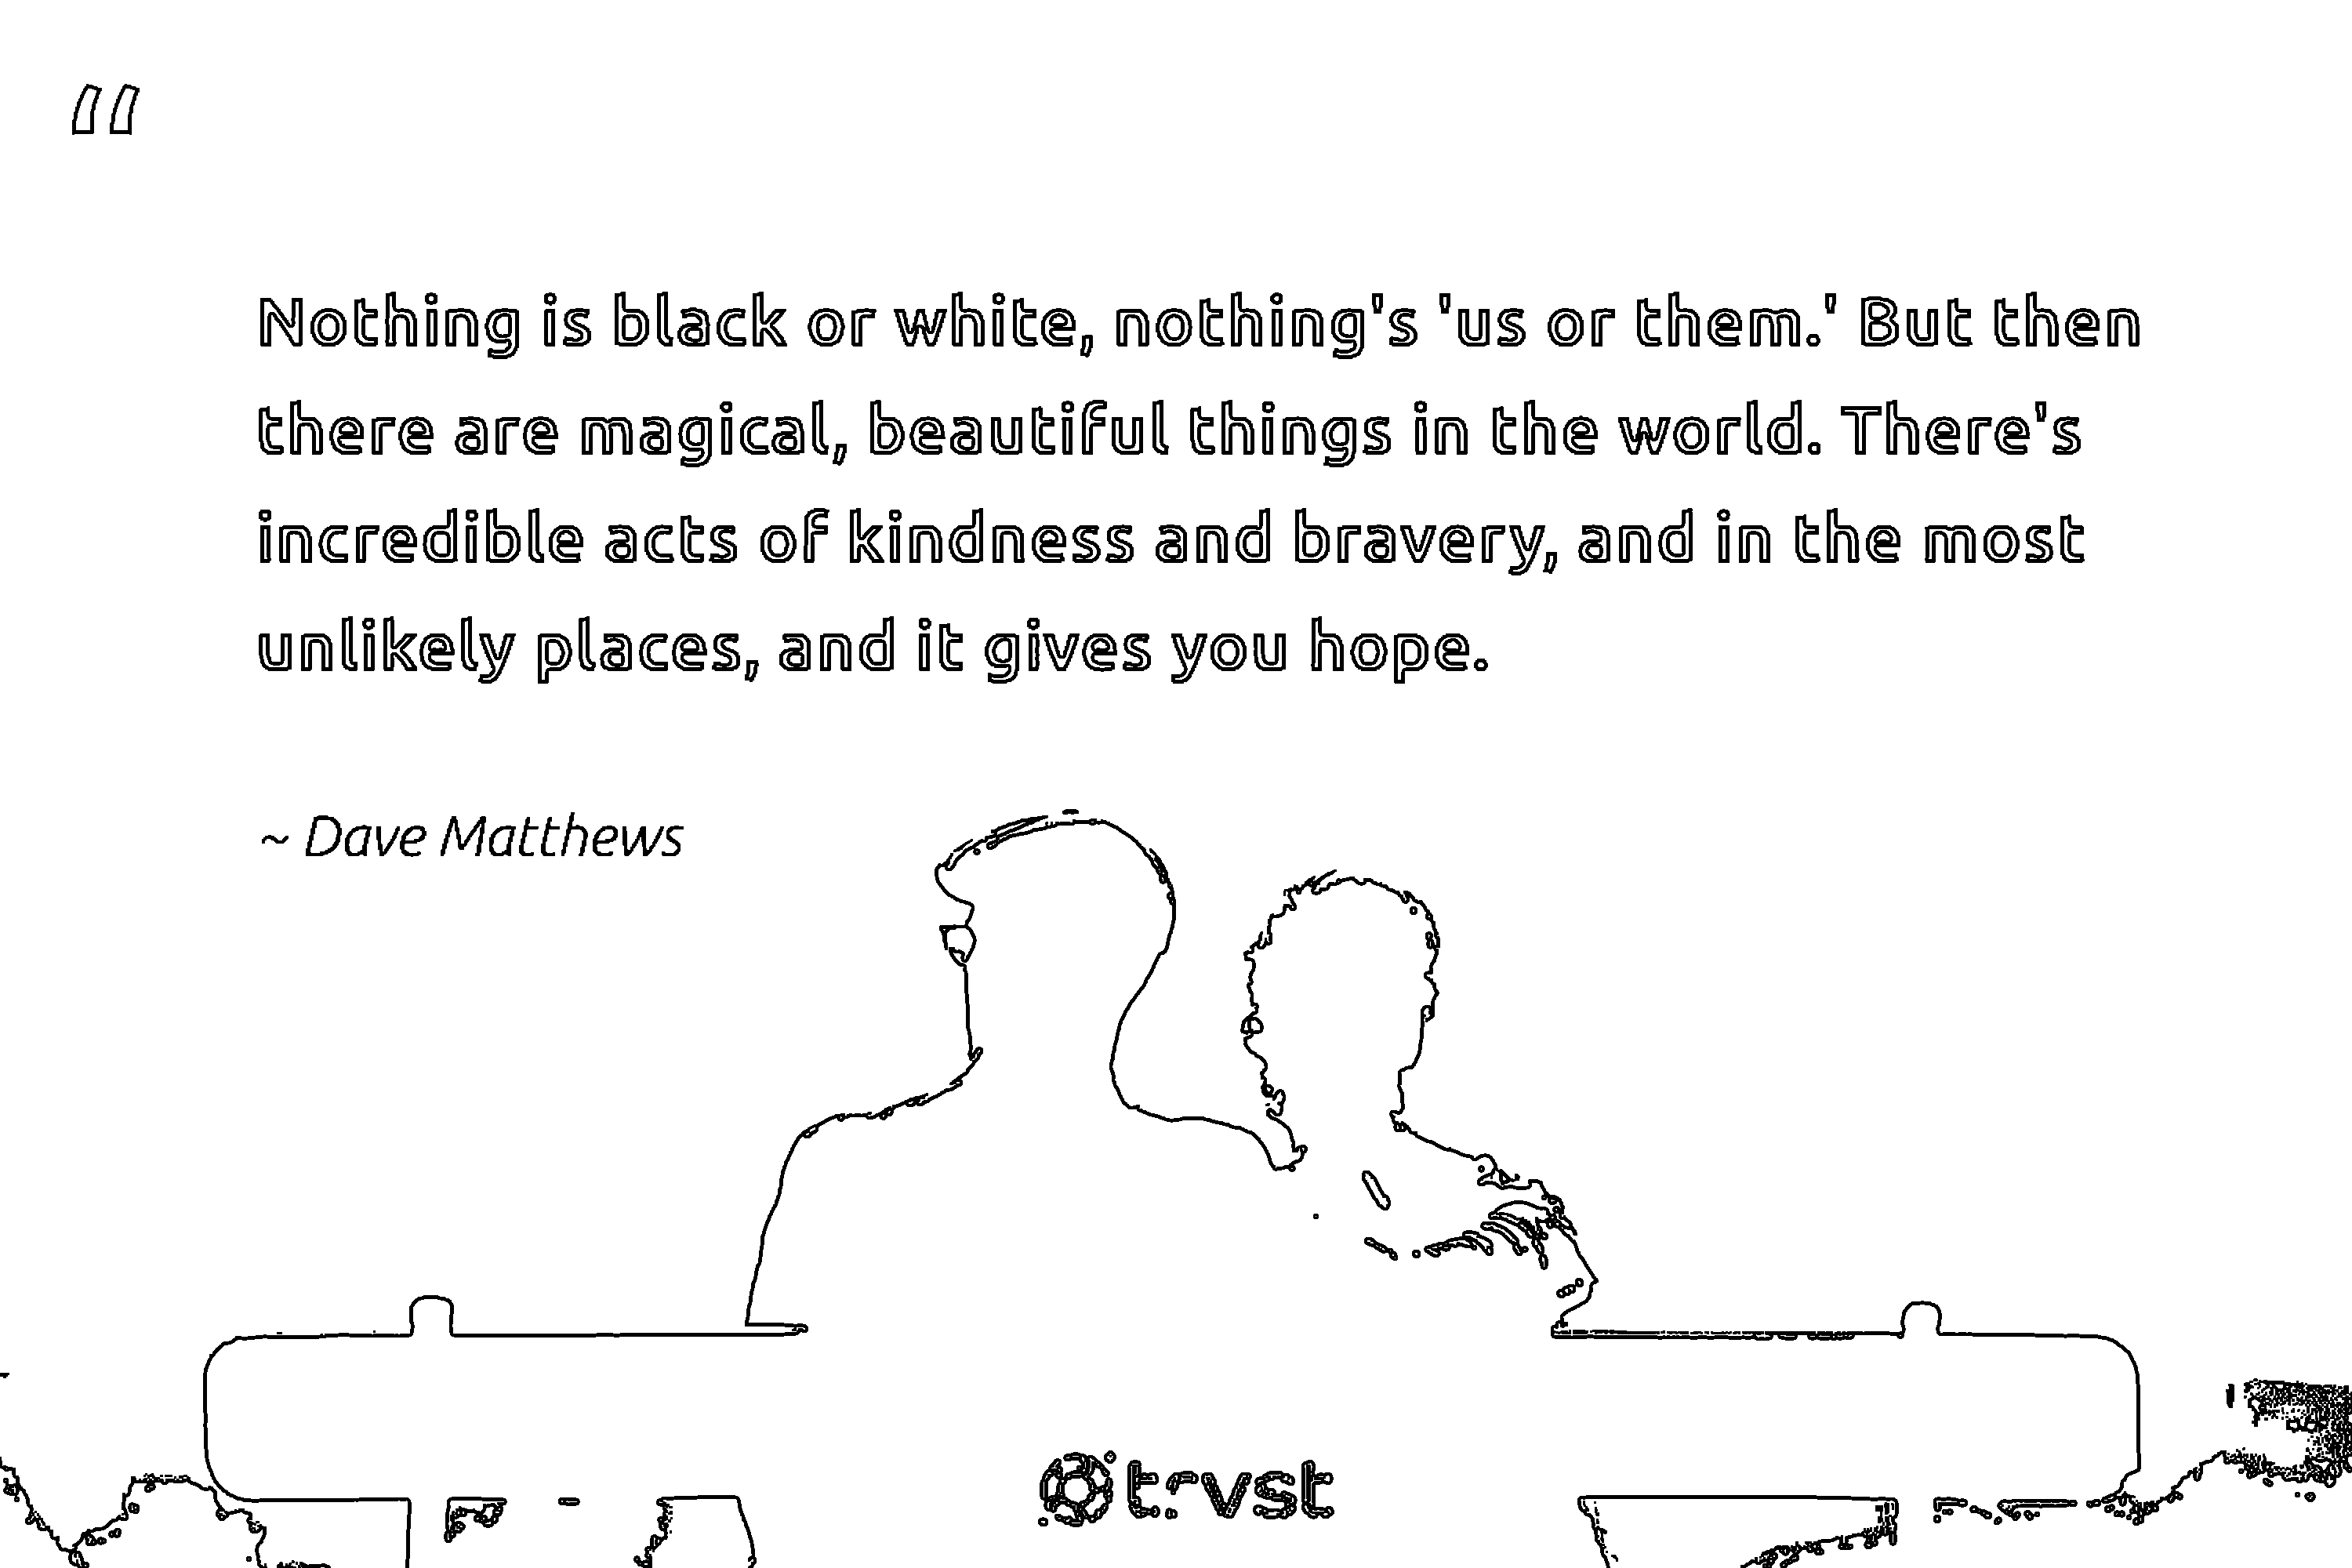 “
Nothing is black or white, nothing's 'us or them.' But then
there are magical, beautiful things in the world. There's
incredible acts of kindness and bravery, and in the most
unlikely places, and it gives you hope.
~ Dave Matthews
trvst